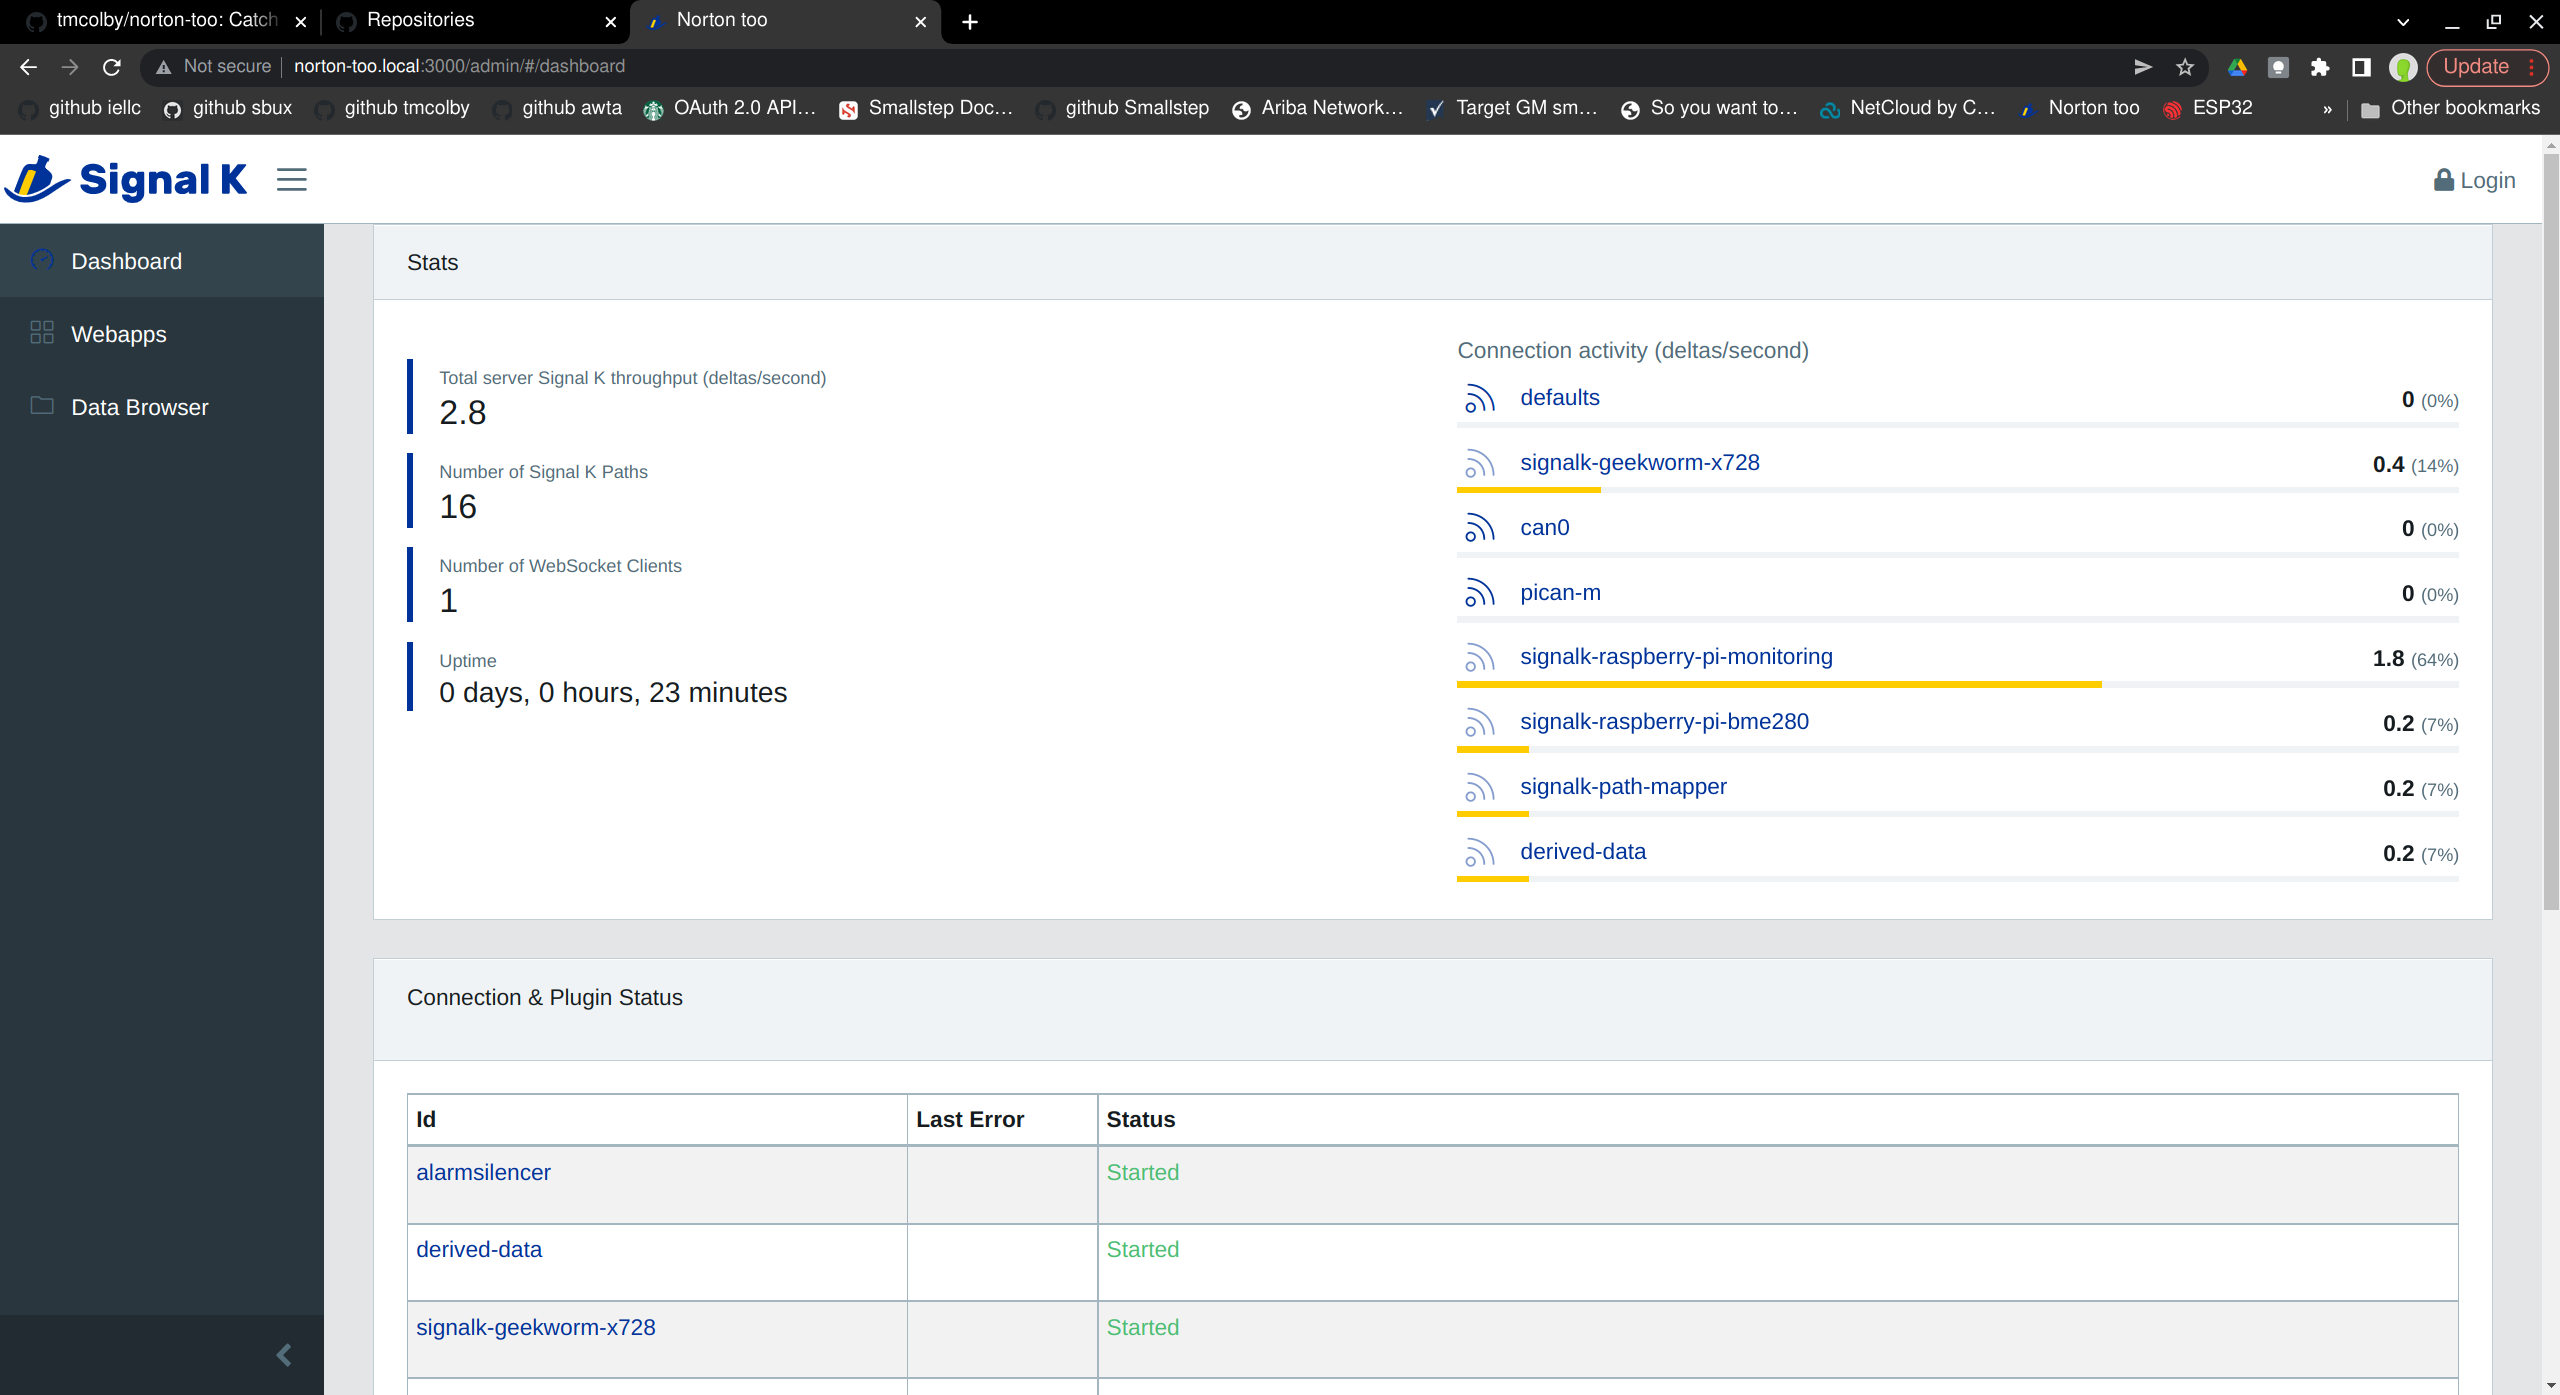 tmcolby/norton-too: Catch
Repositories
Norton too
Not secure
norton-too.local:3000/admin/#/dashboard
Update
github iellc
github sbux
github tmcolby
github awta
OAuth 2.0 API...
Smallstep Doc...
github Smallstep
Ariba Network...
Target GM sm...
So you want to...
NetCloud by C...
Norton too
ESP32
»
Other bookmarks
Signal K
Login
Dashboard
Webapps
Data Browser
Stats
Total server Signal K throughput (deltas/second)
2.8
Number of Signal K Paths
16
Number of WebSocket Clients
1
Uptime
0 days, 0 hours, 23 minutes
Connection activity (deltas/second)
defaults 0 (0%)
signalk-geekworm-x728 0.4 (14%)
can0 0 (0%)
pican-m 0 (0%)
signalk-raspberry-pi-monitoring 1.8 (64%)
signalk-raspberry-pi-bme280 0.2 (7%)
signalk-path-mapper 0.2 (7%)
derived-data 0.2 (7%)
Connection & Plugin Status
Id Last Error Status
alarmsilencer Started
derived-data Started
signalk-geekworm-x728 Started